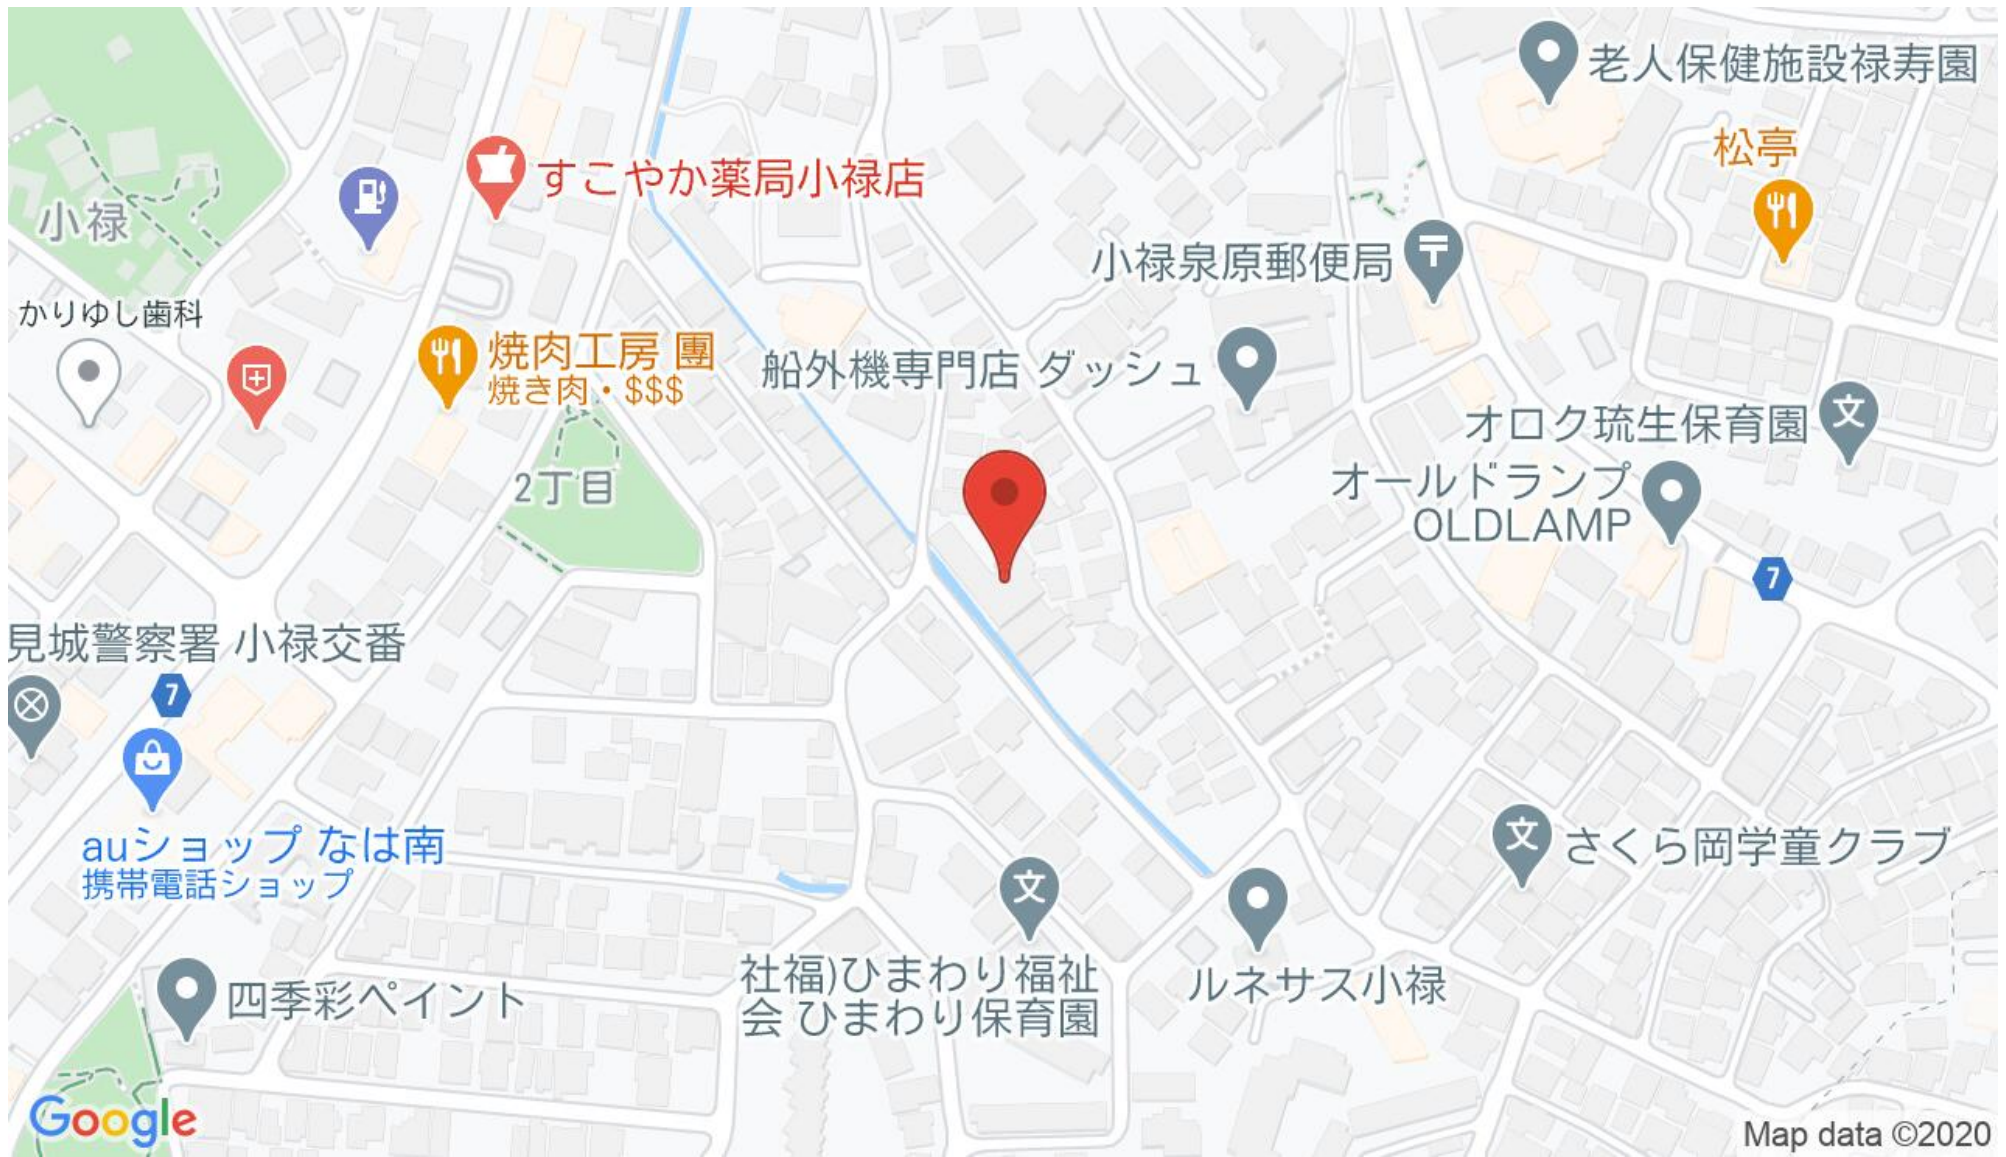 老人保健施設禄寿園
松亭
すこやか薬局小禄店
小禄
小禄泉原郵便局
〒
かりゆし歯科
焼肉工房 團
焼き肉・$$$
船外機専門店 ダッシュ
オロク琉生保育園
文
2丁目
オールドランプ
OLDLAMP
7
見城警察署 小禄交番
7
auショップ なは南
携帯電話ショップ
文
さくら岡学童クラブ
文
社福)ひまわり福祉
会 ひまわり保育園
ルネサス小禄
四季彩ペイント
Google
Map data ©2020